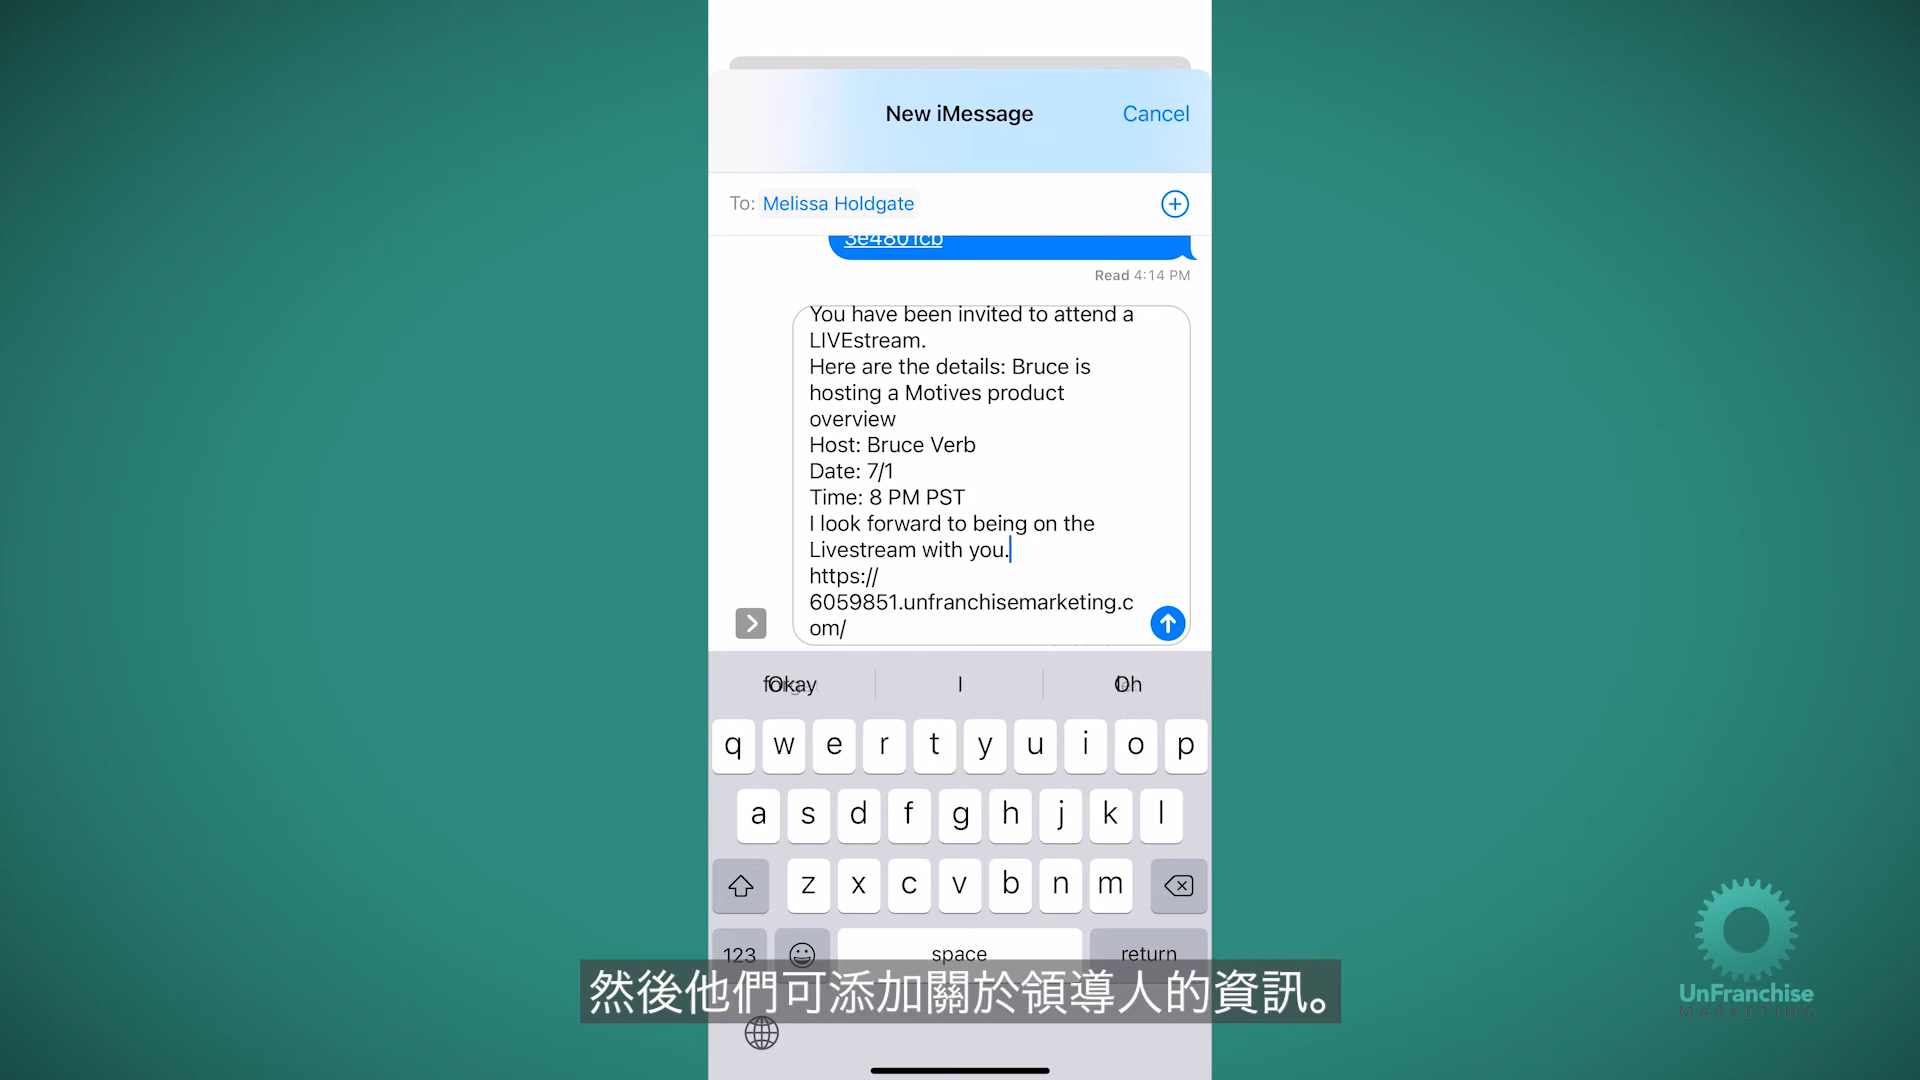 New iMessage
Cancel
To: Melissa Holdgate
3e4801cb
Read 4:14 PM
You have been invited to attend a
LIVEstream.
Here are the details: Bruce is
hosting a Motives product
overview
Host: Bruce Verb
Date: 7/1
Time: 8 PM PST
I look forward to being on the
Livestream with you.
https://
6059851.unfranchisemarketing.c
om/
Okay I Oh
q w e r t y u i o p
a s d f g h j k l
z x c v b n m
123 space return
然後他們可添加關於領導人的資訊。
UnFranchise
MARKETING